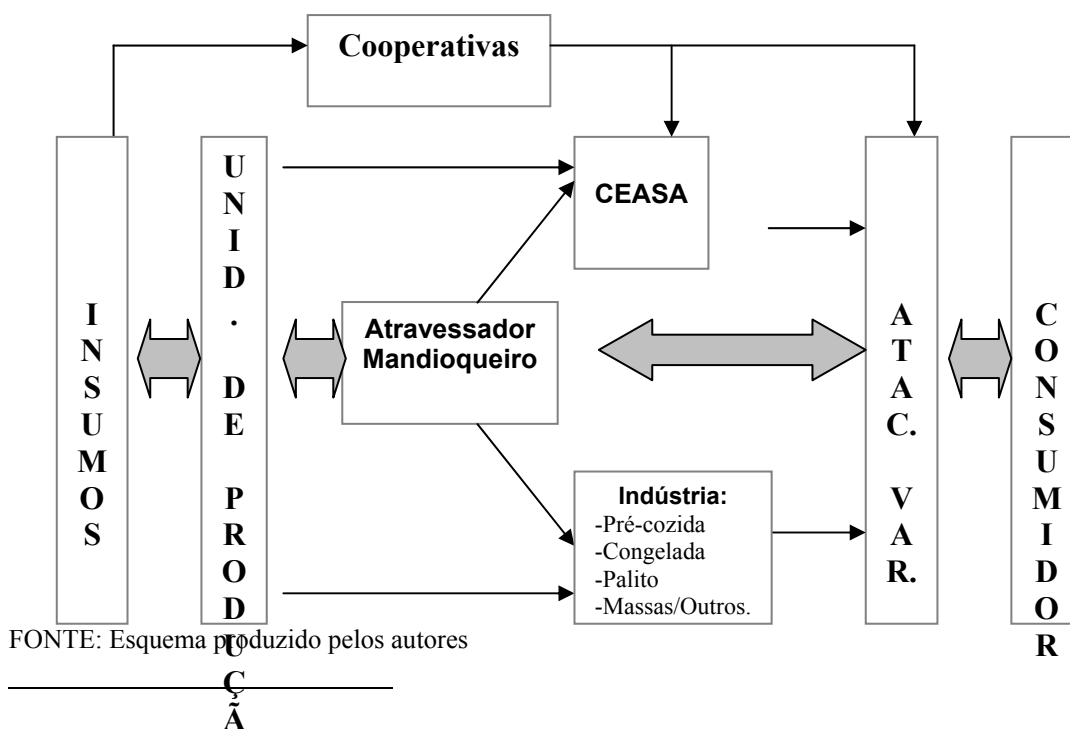 Cooperativas
INSUMOS
UNID. DE PRODUÇÃ
CEASA
Atravessador
Mandioqueiro
Indústria:
-Pré-cozida
-Congelada
-Palito
-Massas/Outros.
ATAC. VAR.
CONSUMIDOR
FONTE: Esquema produzido pelos autores